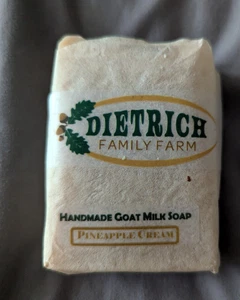 DIETRICH
FAMILY FARM
HANDMADE GOAT MILK SOAP
PINEAPPLE CREAM